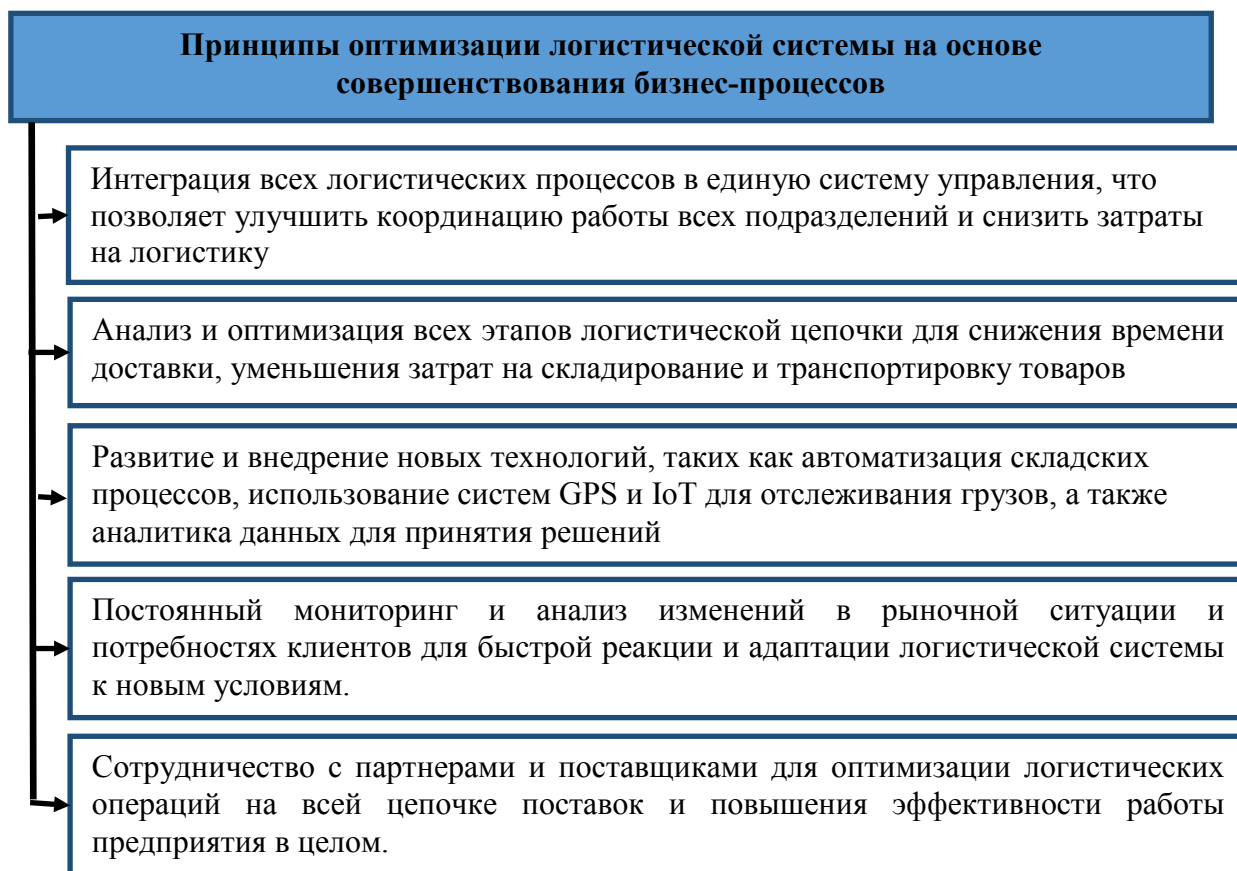 Принципы оптимизации логистической системы на основе
совершенствования бизнес-процессов
Интеграция всех логистических процессов в единую систему управления, что
позволяет улучшить координацию работы всех подразделений и снизить затраты
на логистику
Анализ и оптимизация всех этапов логистической цепочки для снижения времени
доставки, уменьшения затрат на складирование и транспортировку товаров
Развитие и внедрение новых технологий, таких как автоматизация складских
процессов, использование систем GPS и IoT для отслеживания грузов, а также
аналитика данных для принятия решений
Постоянный мониторинг и анализ изменений в рыночной ситуации и
потребностях клиентов для быстрой реакции и адаптации логистической системы
к новым условиям.
Сотрудничество с партнерами и поставщиками для оптимизации логистических
операций на всей цепочке поставок и повышения эффективности работы
предприятия в целом.